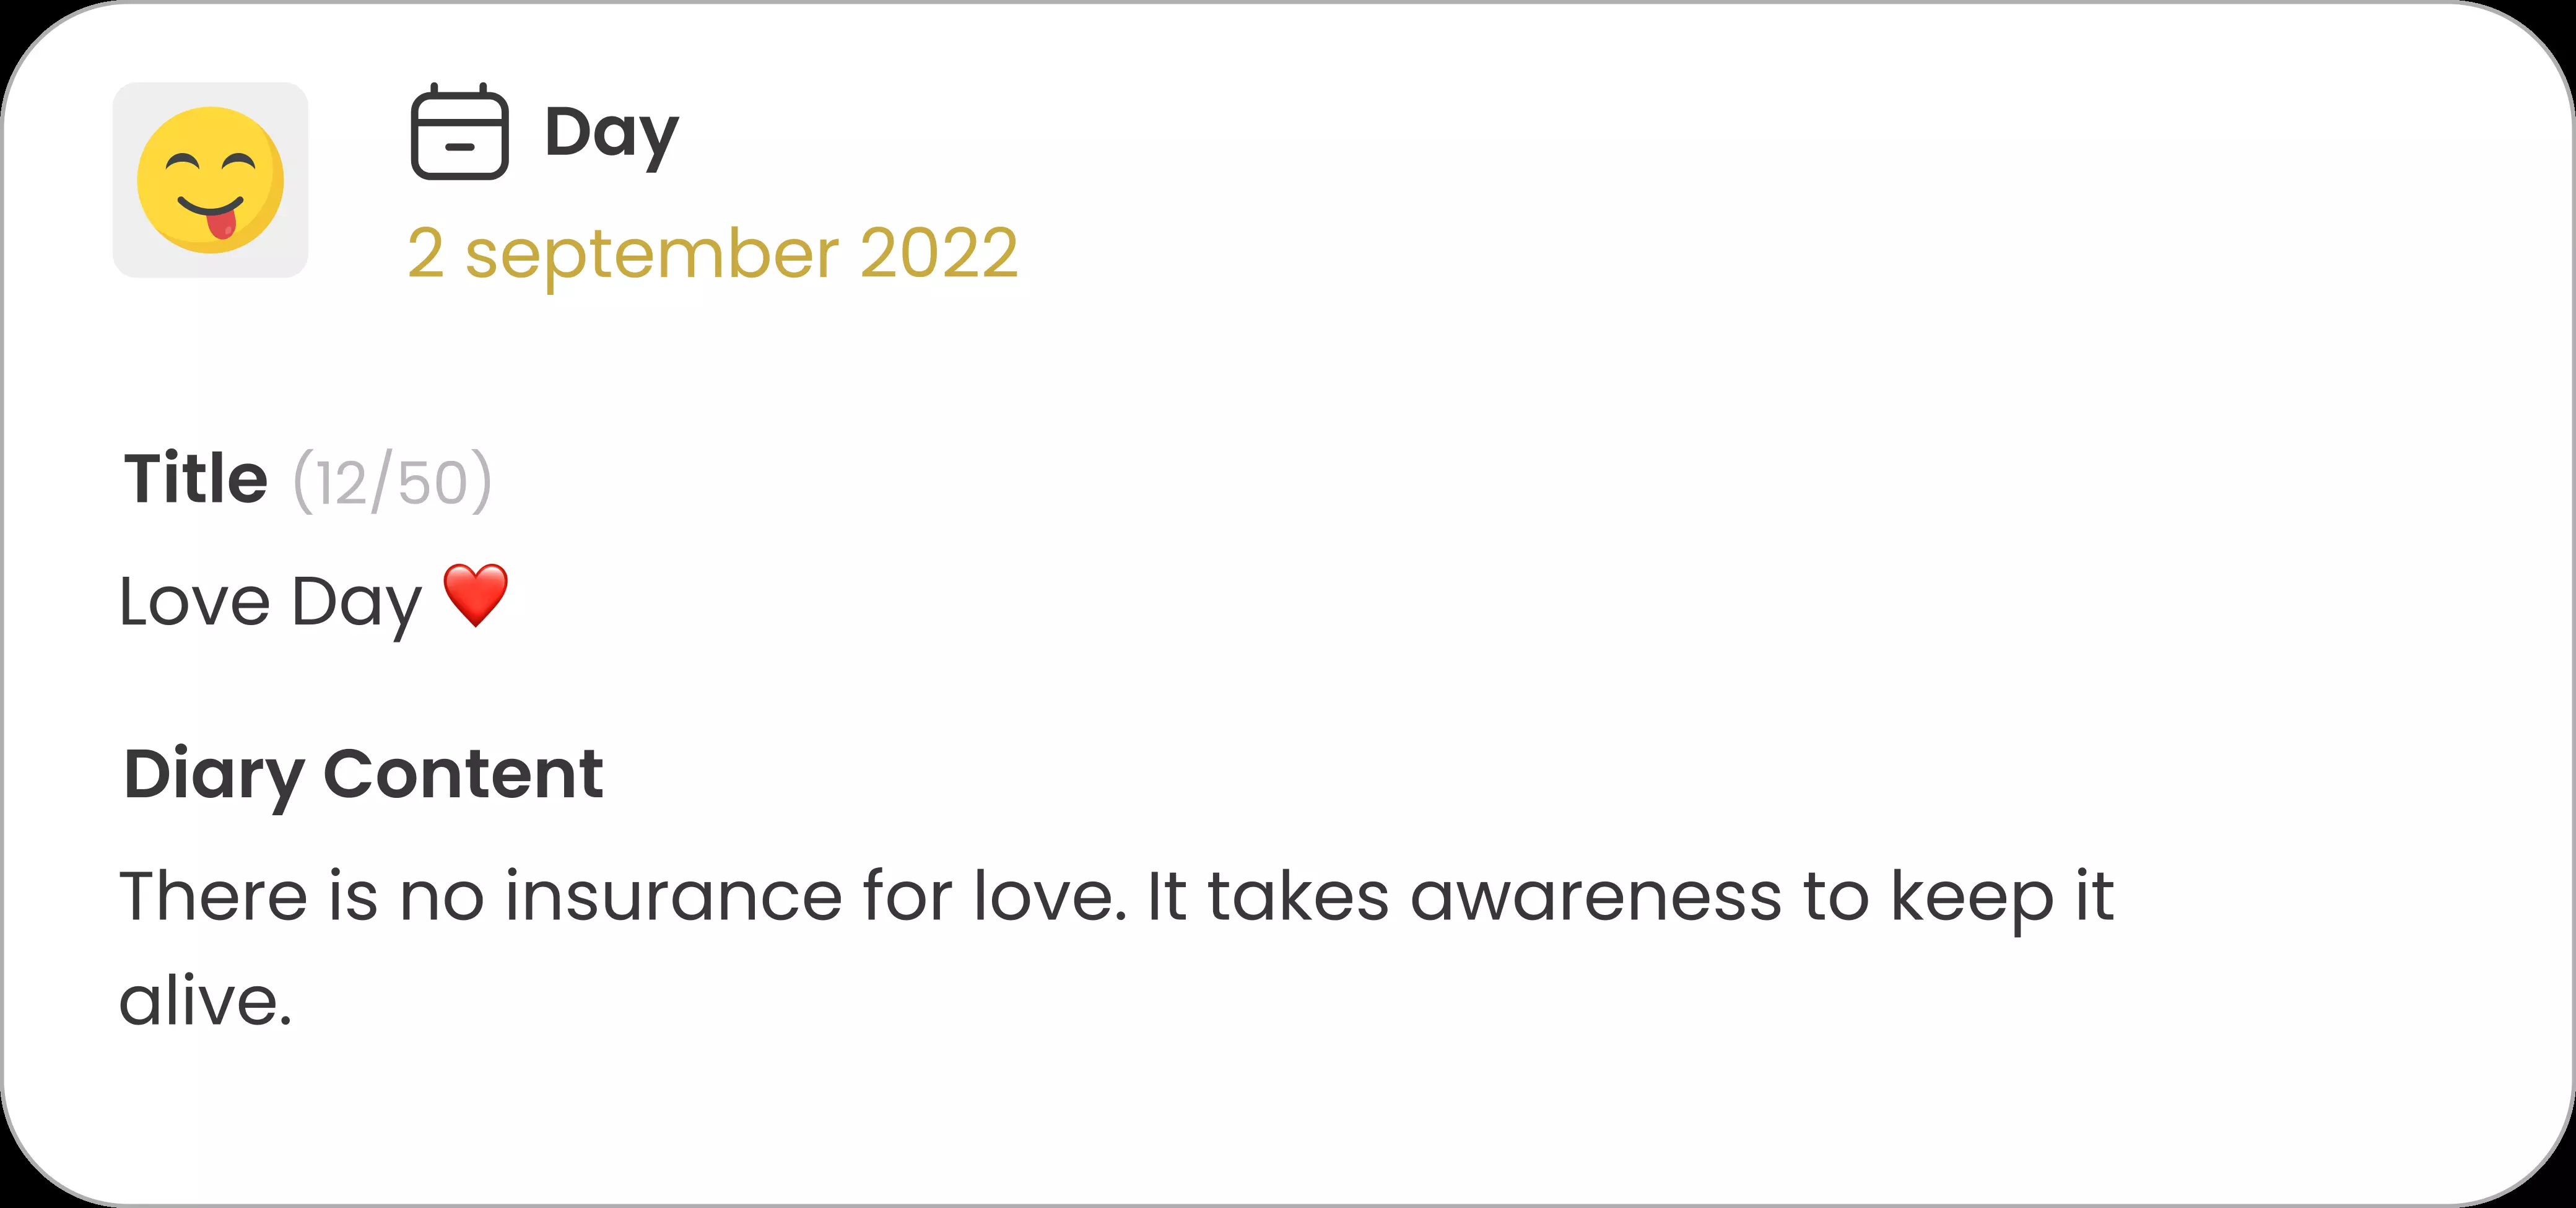 Day
2 september 2022
Title (12/50)
Love Day ❤️
Diary Content
There is no insurance for love. It takes awareness to keep it
alive.